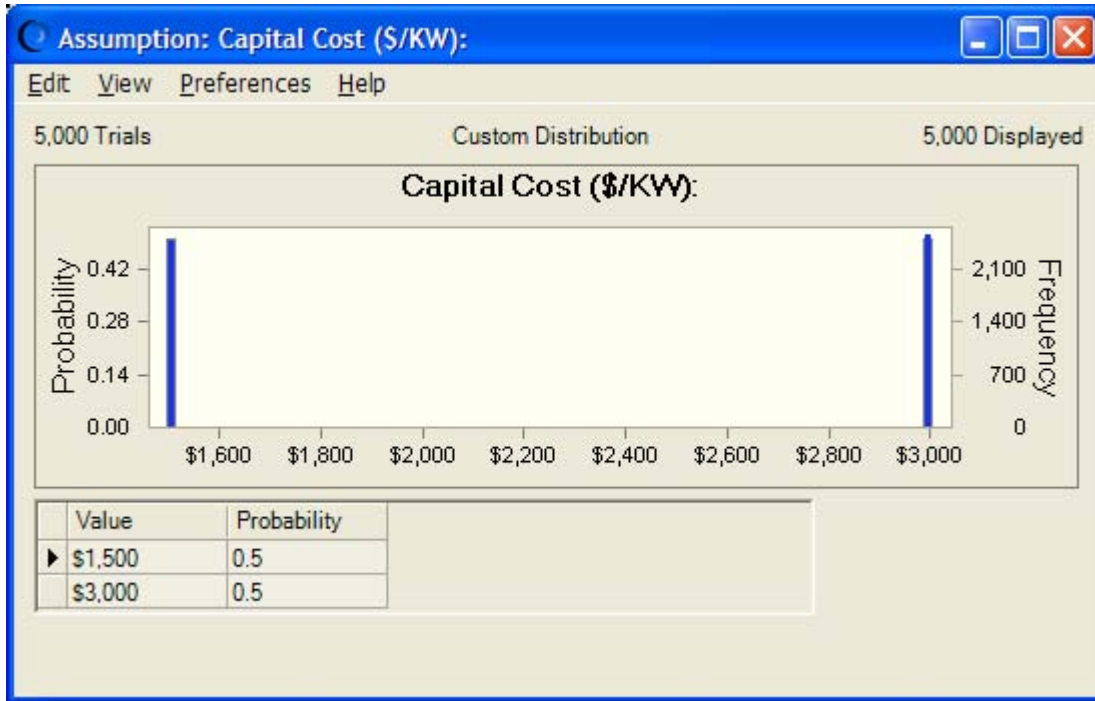 Assumption: Capital Cost ($/KW):
Edit View Preferences Help
5,000 Trials Custom Distribution 5,000 Displayed
Capital Cost ($/KW):
Probability
0.42
0.28
0.14
0.00
2,100
1,400
700
0
Frequency
$1,600 $1,800 $2,000 $2,200 $2,400 $2,600 $2,800 $3,000
Value Probability
$1,500 0.5
$3,000 0.5